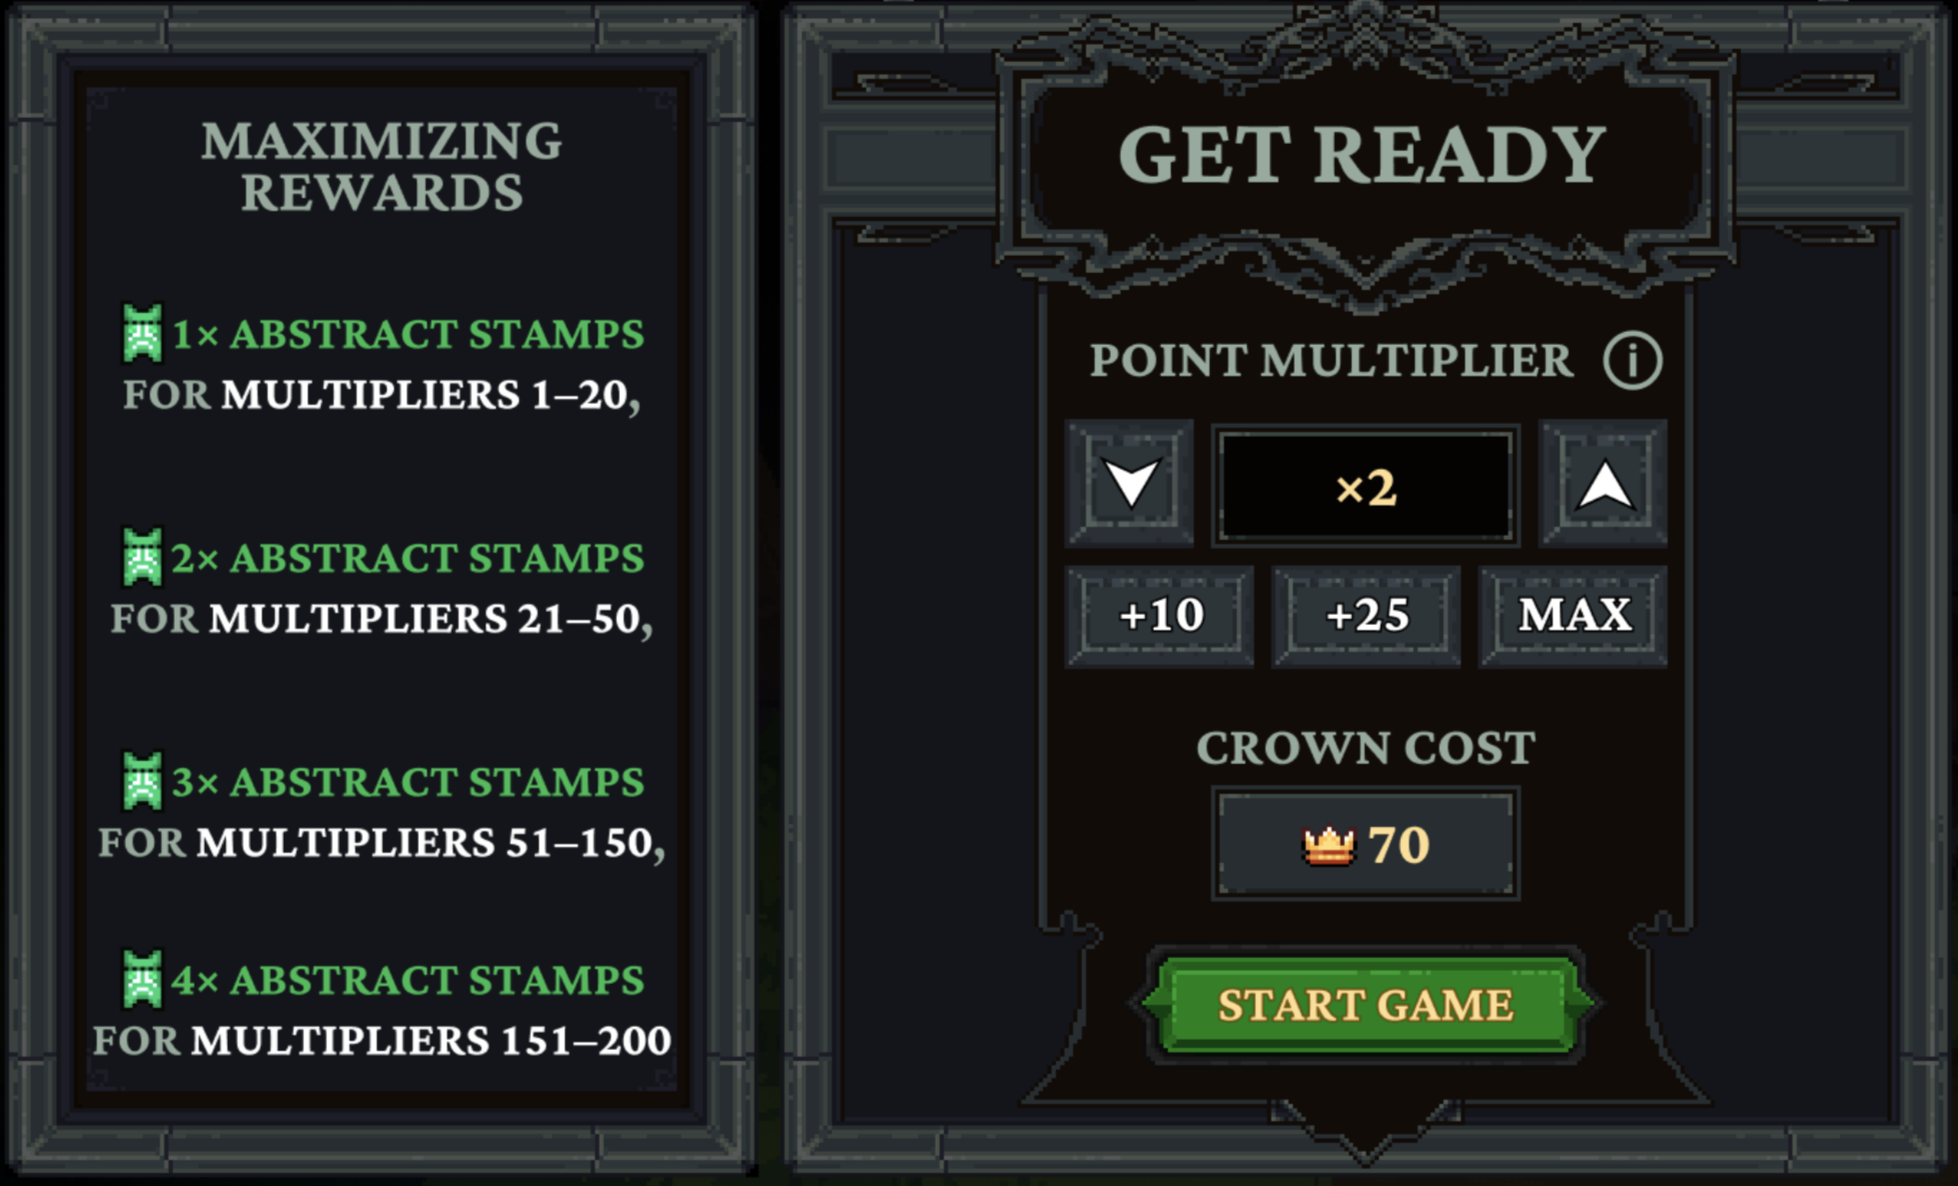 MAXIMIZING
REWARDS
1× ABSTRACT STAMPS
FOR MULTIPLIERS 1–20,
2× ABSTRACT STAMPS
FOR MULTIPLIERS 21–50,
3× ABSTRACT STAMPS
FOR MULTIPLIERS 51–150,
4× ABSTRACT STAMPS
FOR MULTIPLIERS 151–200
GET READY
POINT MULTIPLIER i
×2
+10 +25 MAX
CROWN COST
70
START GAME